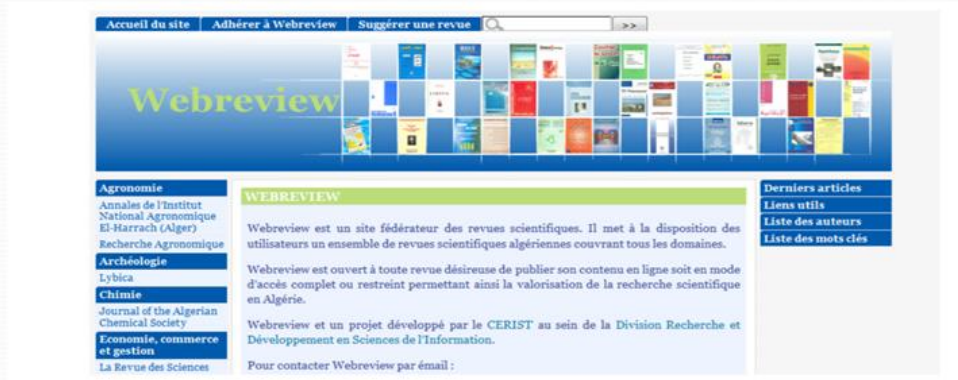 Accueil du site Adhérer à Webreview Suggérer une revue >>
Webreview
Agronomie
Annales de l'Institut
National Agronomique
El-Harrach (Alger)
Recherche Agronomique
Archéologie
Lybica
Chimie
Journal of the Algerian
Chemical Society
Economie, commerce
et gestion
La Revue des Sciences
WEBREVIEW
Webreview est un site fédérateur des revues scientifiques. Il met à la disposition des
utilisateurs un ensemble de revues scientifiques algériennes couvrant tous les domaines.
Webreview est ouvert à toute revue désireuse de publier son contenu en ligne soit en mode
d'accès complet ou restreint permettant ainsi la valorisation de la recherche scientifique
en Algérie.
Webreview et un projet développé par le CERIST au sein de la Division Recherche et
Développement en Sciences de l'Information.
Pour contacter Webreview par émail :
Derniers articles
Liens utils
Liste des auteurs
Liste des mots clés